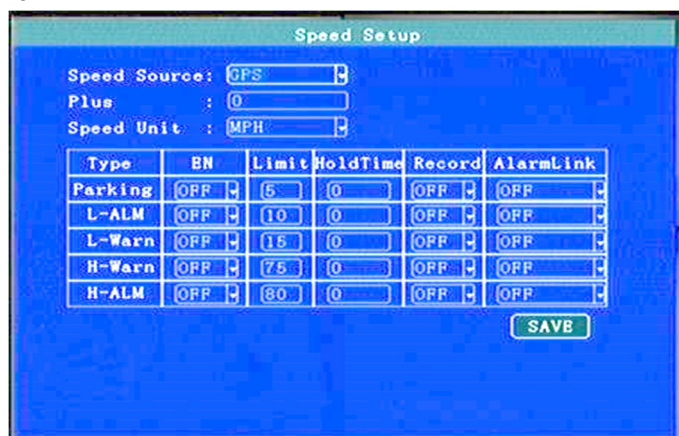 Speed Setup
Speed Source: GPS
Plus : 0
Speed Unit : MPH
Type EN Limit HoldTime Record AlarmLink
Parking OFF 5 0 OFF OFF
L-ALM OFF 10 0 OFF OFF
L-Warn OFF 15 0 OFF OFF
H-Warn OFF 75 0 OFF OFF
H-ALM OFF 80 0 OFF OFF
SAVE